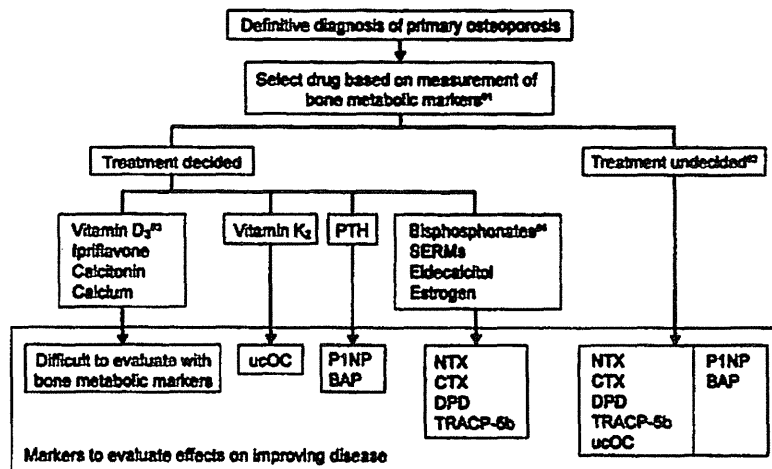 Definitive diagnosis of primary osteoporosis
Select drug based on measurement of
bone metabolic markers#1
Treatment decided
Treatment undecided#2
Vitamin D3#3
Ipriflavone
Calcitonin
Calcium
Vitamin K2
PTH
Bisphosphonates#4
SERMs
Eldecalcitol
Estrogen
Difficult to evaluate with
bone metabolic markers
ucOC
P1NP
BAP
NTX
CTX
DPD
TRACP-5b
NTX
CTX
DPD
TRACP-5b
ucOC
P1NP
BAP
Markers to evaluate effects on improving disease